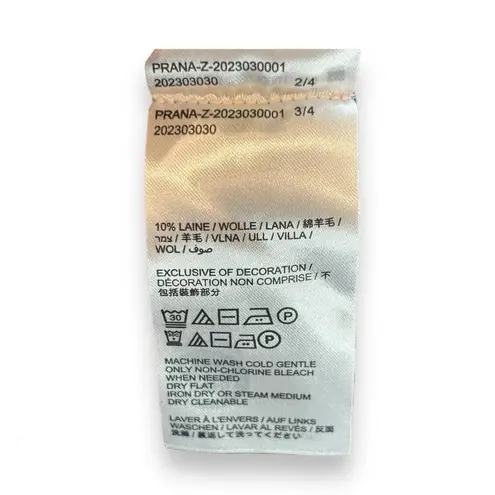 PRANA-Z-2023030001
202303030 2/4
PRANA-Z-2023030001 3/4
202303030
10% LAINE / WOLLE / LANA / 綿羊毛
/ צמר / 羊毛 / VLNA / ULL / VILLA /
WOL / صوف /
EXCLUSIVE OF DECORATION /
DÉCORATION NON COMPRISE / 不
包括裝飾部分
30 P
P
MACHINE WASH COLD GENTLE
ONLY NON-CHLORINE BLEACH
WHEN NEEDED
DRY FLAT
IRON DRY OR STEAM MEDIUM
DRY CLEANABLE
LAVER À L'ENVERS / AUF LINKS
WASCHEN / LAVAR AL REVÉS / 反面
洗滌 / 裏返して洗ってください